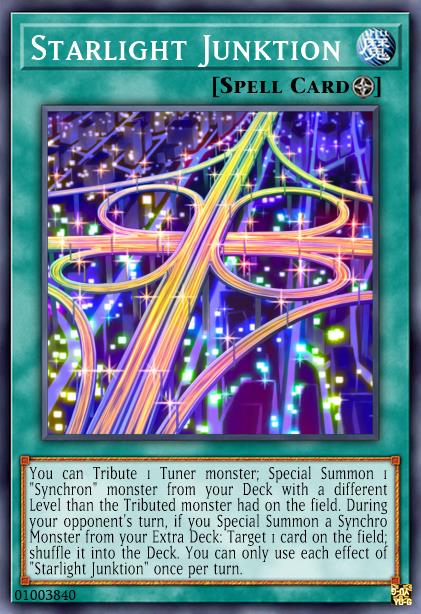 STARLIGHT JUNKTION 魔
[SPELL CARD]
You can Tribute 1 Tuner monster; Special Summon 1
"Synchron" monster from your Deck with a different
Level than the Tributed monster had on the field. During
your opponent's turn, if you Special Summon a Synchro
Monster from your Extra Deck: Target 1 card on the field;
shuffle it into the Deck. You can only use each effect of
"Starlight Junktion" once per turn.
01003840